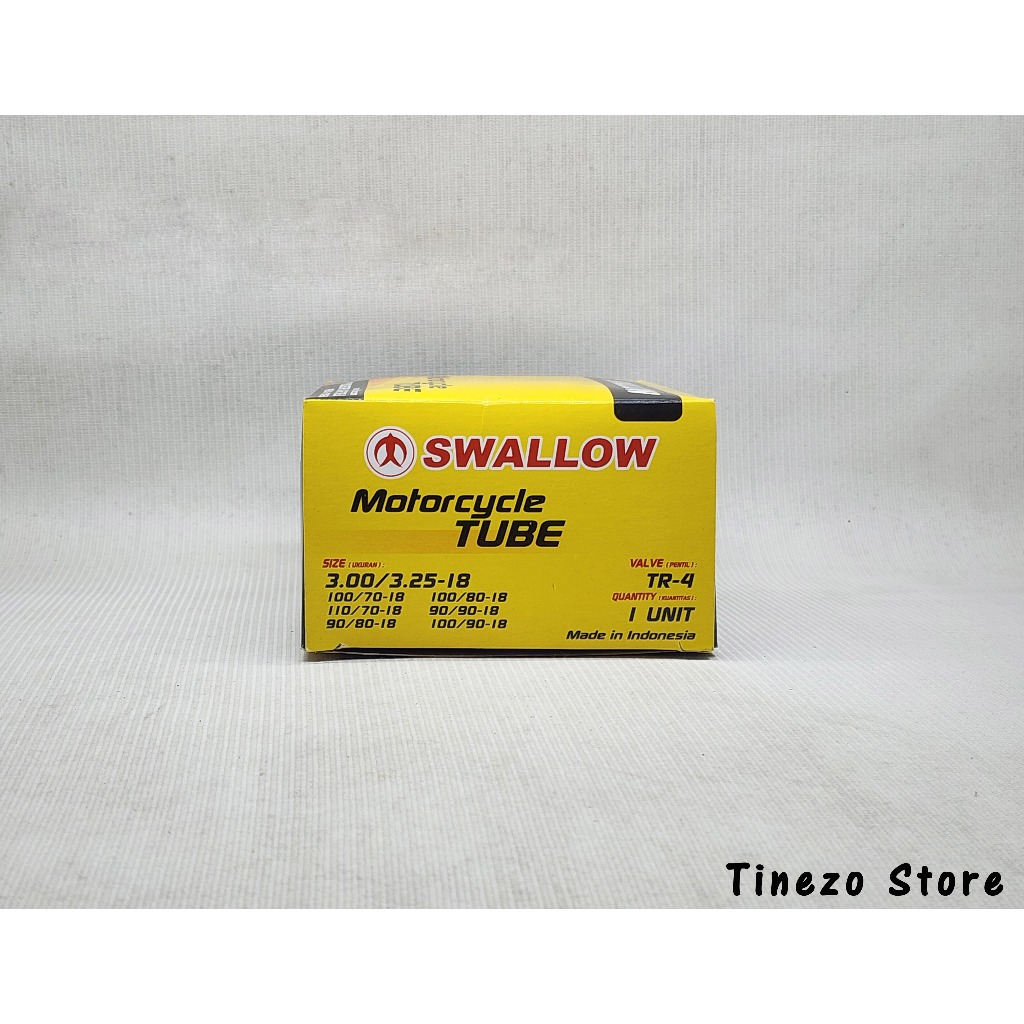 SWALLOW
Motorcycle
TUBE
SIZE (UKURAN) :
3.00/3.25-18
100/70-18 100/80-18
110/70-18 90/90-18
90/80-18 100/90-18
VALVE (PENTIL) :
TR-4
QUANTITY (KUANTITAS) :
1 UNIT
Made in Indonesia
Tinezo Store